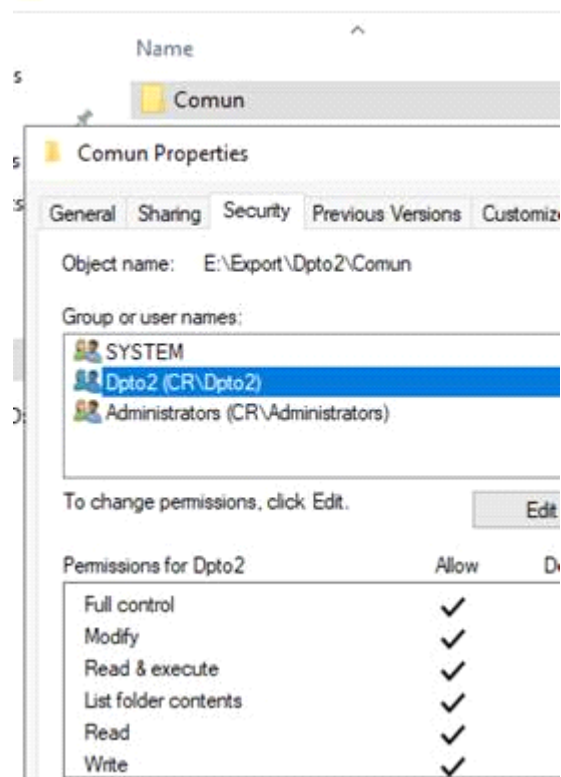 Name
Comun
Comun Properties
General Sharing Security Previous Versions
Object name: E:\Export\Dpto2\Comun
Group or user names:
SYSTEM
Dpto2 (CR\Dpto2)
Administrators (CR\Administrators)
To change permissions, click Edit.
Edit
Permissions for Dpto2 Allow
Full control
Modify
Read & execute
List folder contents
Read
Write